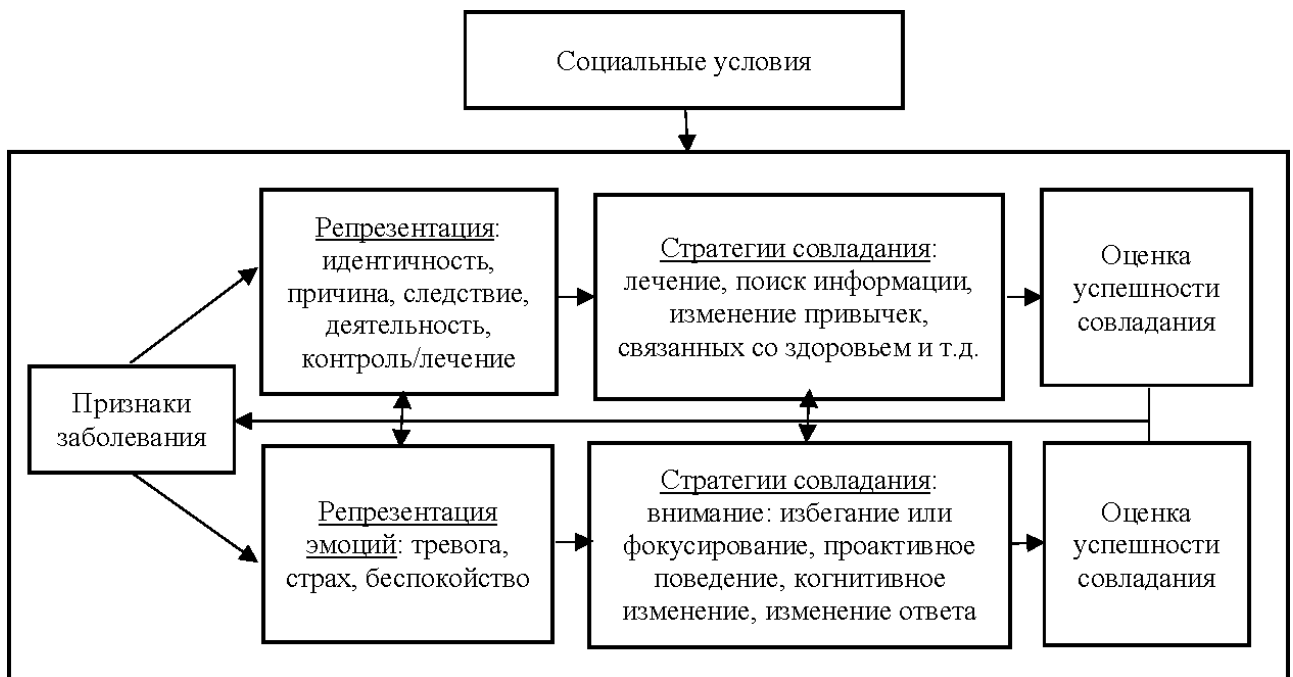 Социальные условия
Репрезентация:
идентичность,
причина, следствие,
деятельность,
контроль/лечение
Стратегии совладания:
лечение, поиск информации,
изменение привычек,
связанных со здоровьем и т.д.
Оценка
успешности
совладания
Признаки
заболевания
Репрезентация
эмоций: тревога,
страх, беспокойство
Стратегии совладания:
внимание: избегание или
фокусирование, проактивное
поведение, когнитивное
изменение, изменение ответа
Оценка
успешности
совладания